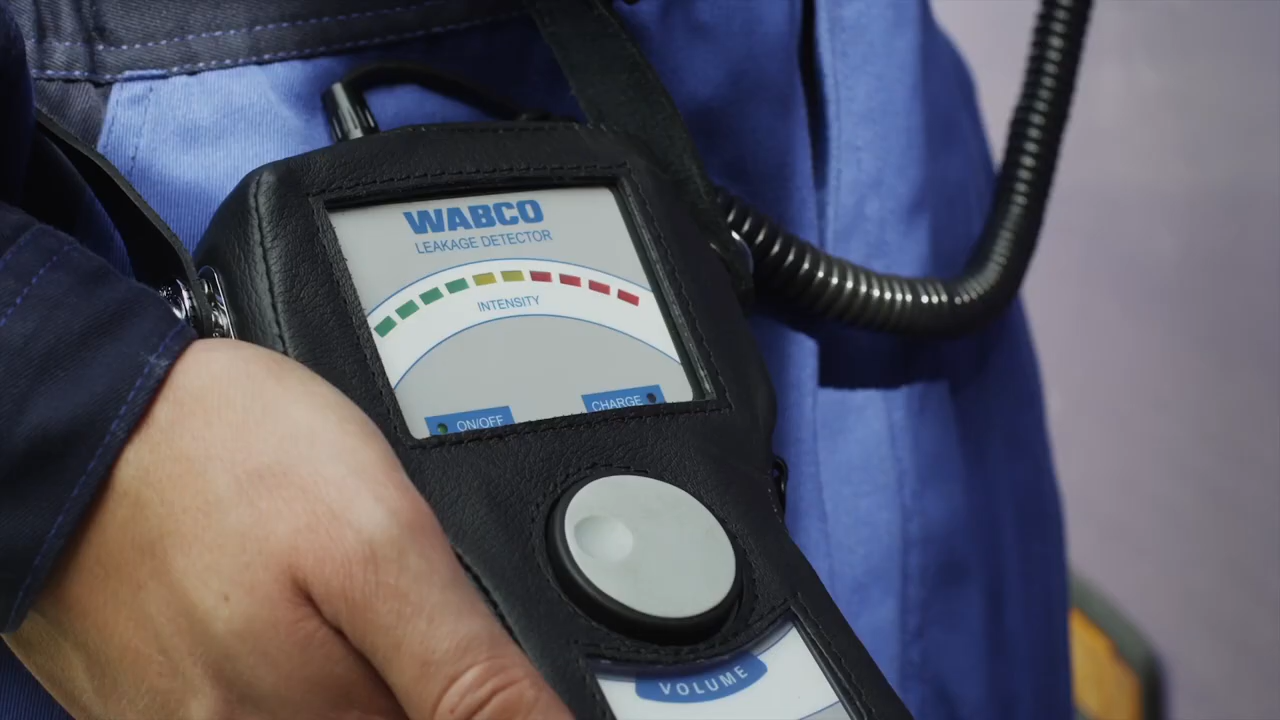 WABCO
LEAKAGE DETECTOR
INTENSITY
ON/OFF
CHARGE
VOLUME